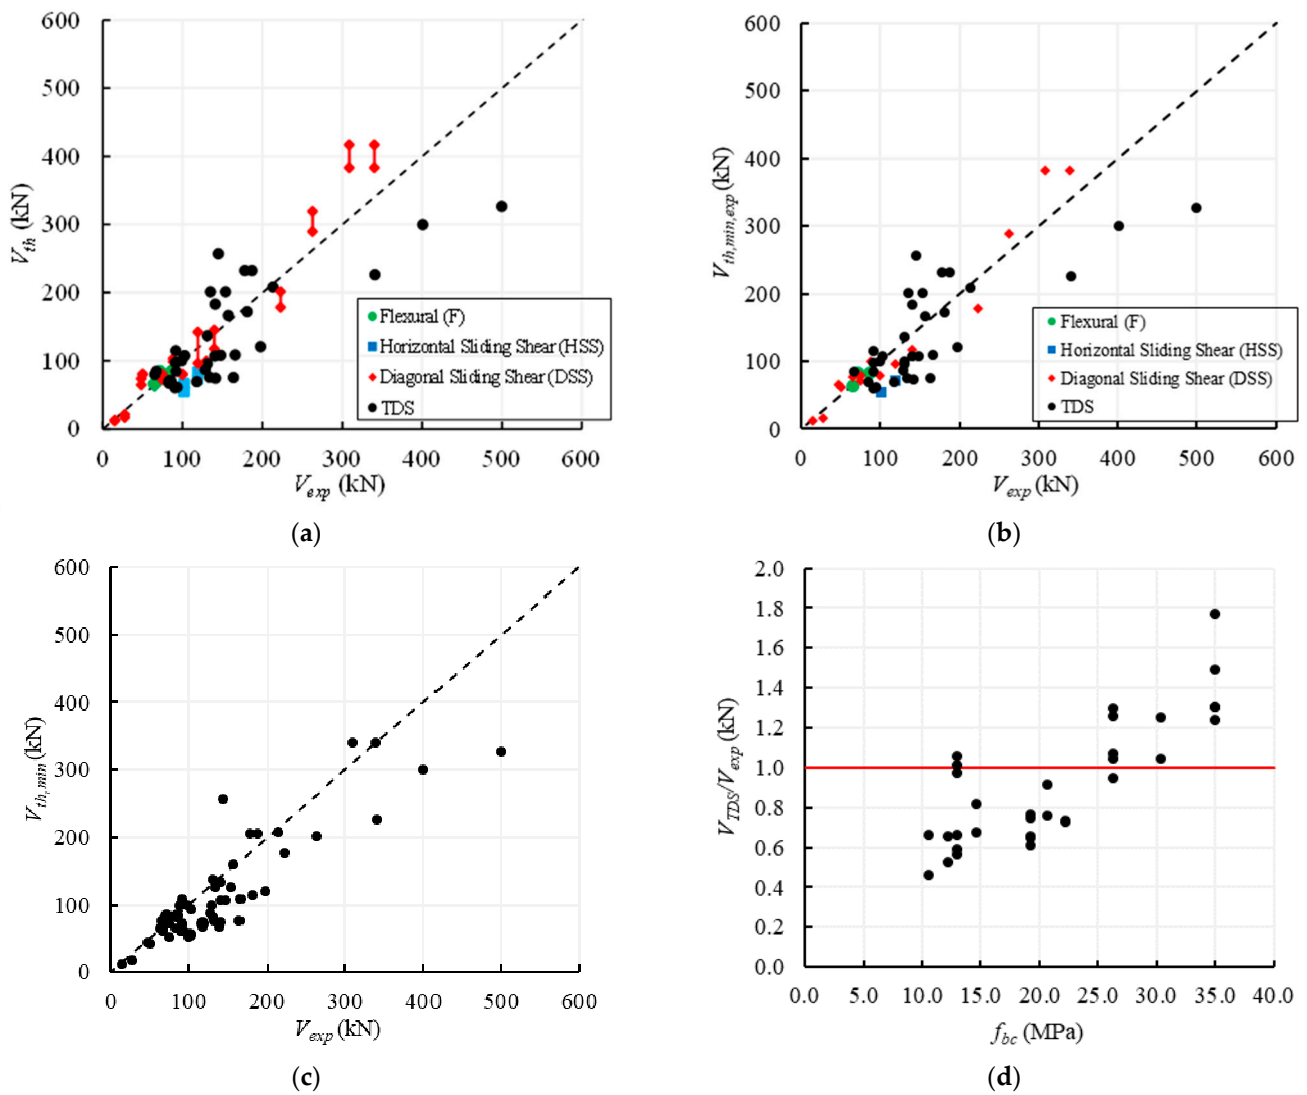 600
500
400
300
200
100
0
V_th (kN)
Flexural (F)
Horizontal Sliding Shear (HSS)
Diagonal Sliding Shear (DSS)
TDS
0 100 200 300 400 500 600
V_exp (kN)
(a)
600
500
400
300
200
100
0
V_th,min,exp (kN)
Flexural (F)
Horizontal Sliding Shear (HSS)
Diagonal Sliding Shear (DSS)
TDS
0 100 200 300 400 500 600
V_exp (kN)
(b)
600
500
400
300
200
100
0
V_th,min (kN)
0 100 200 300 400 500 600
V_exp (kN)
(c)
2.0
1.8
1.6
1.4
1.2
1.0
0.8
0.6
0.4
0.2
0.0
V_TDS/V_exp (kN)
0.0 5.0 10.0 15.0 20.0 25.0 30.0 35.0 40.0
f_bc (MPa)
(d)